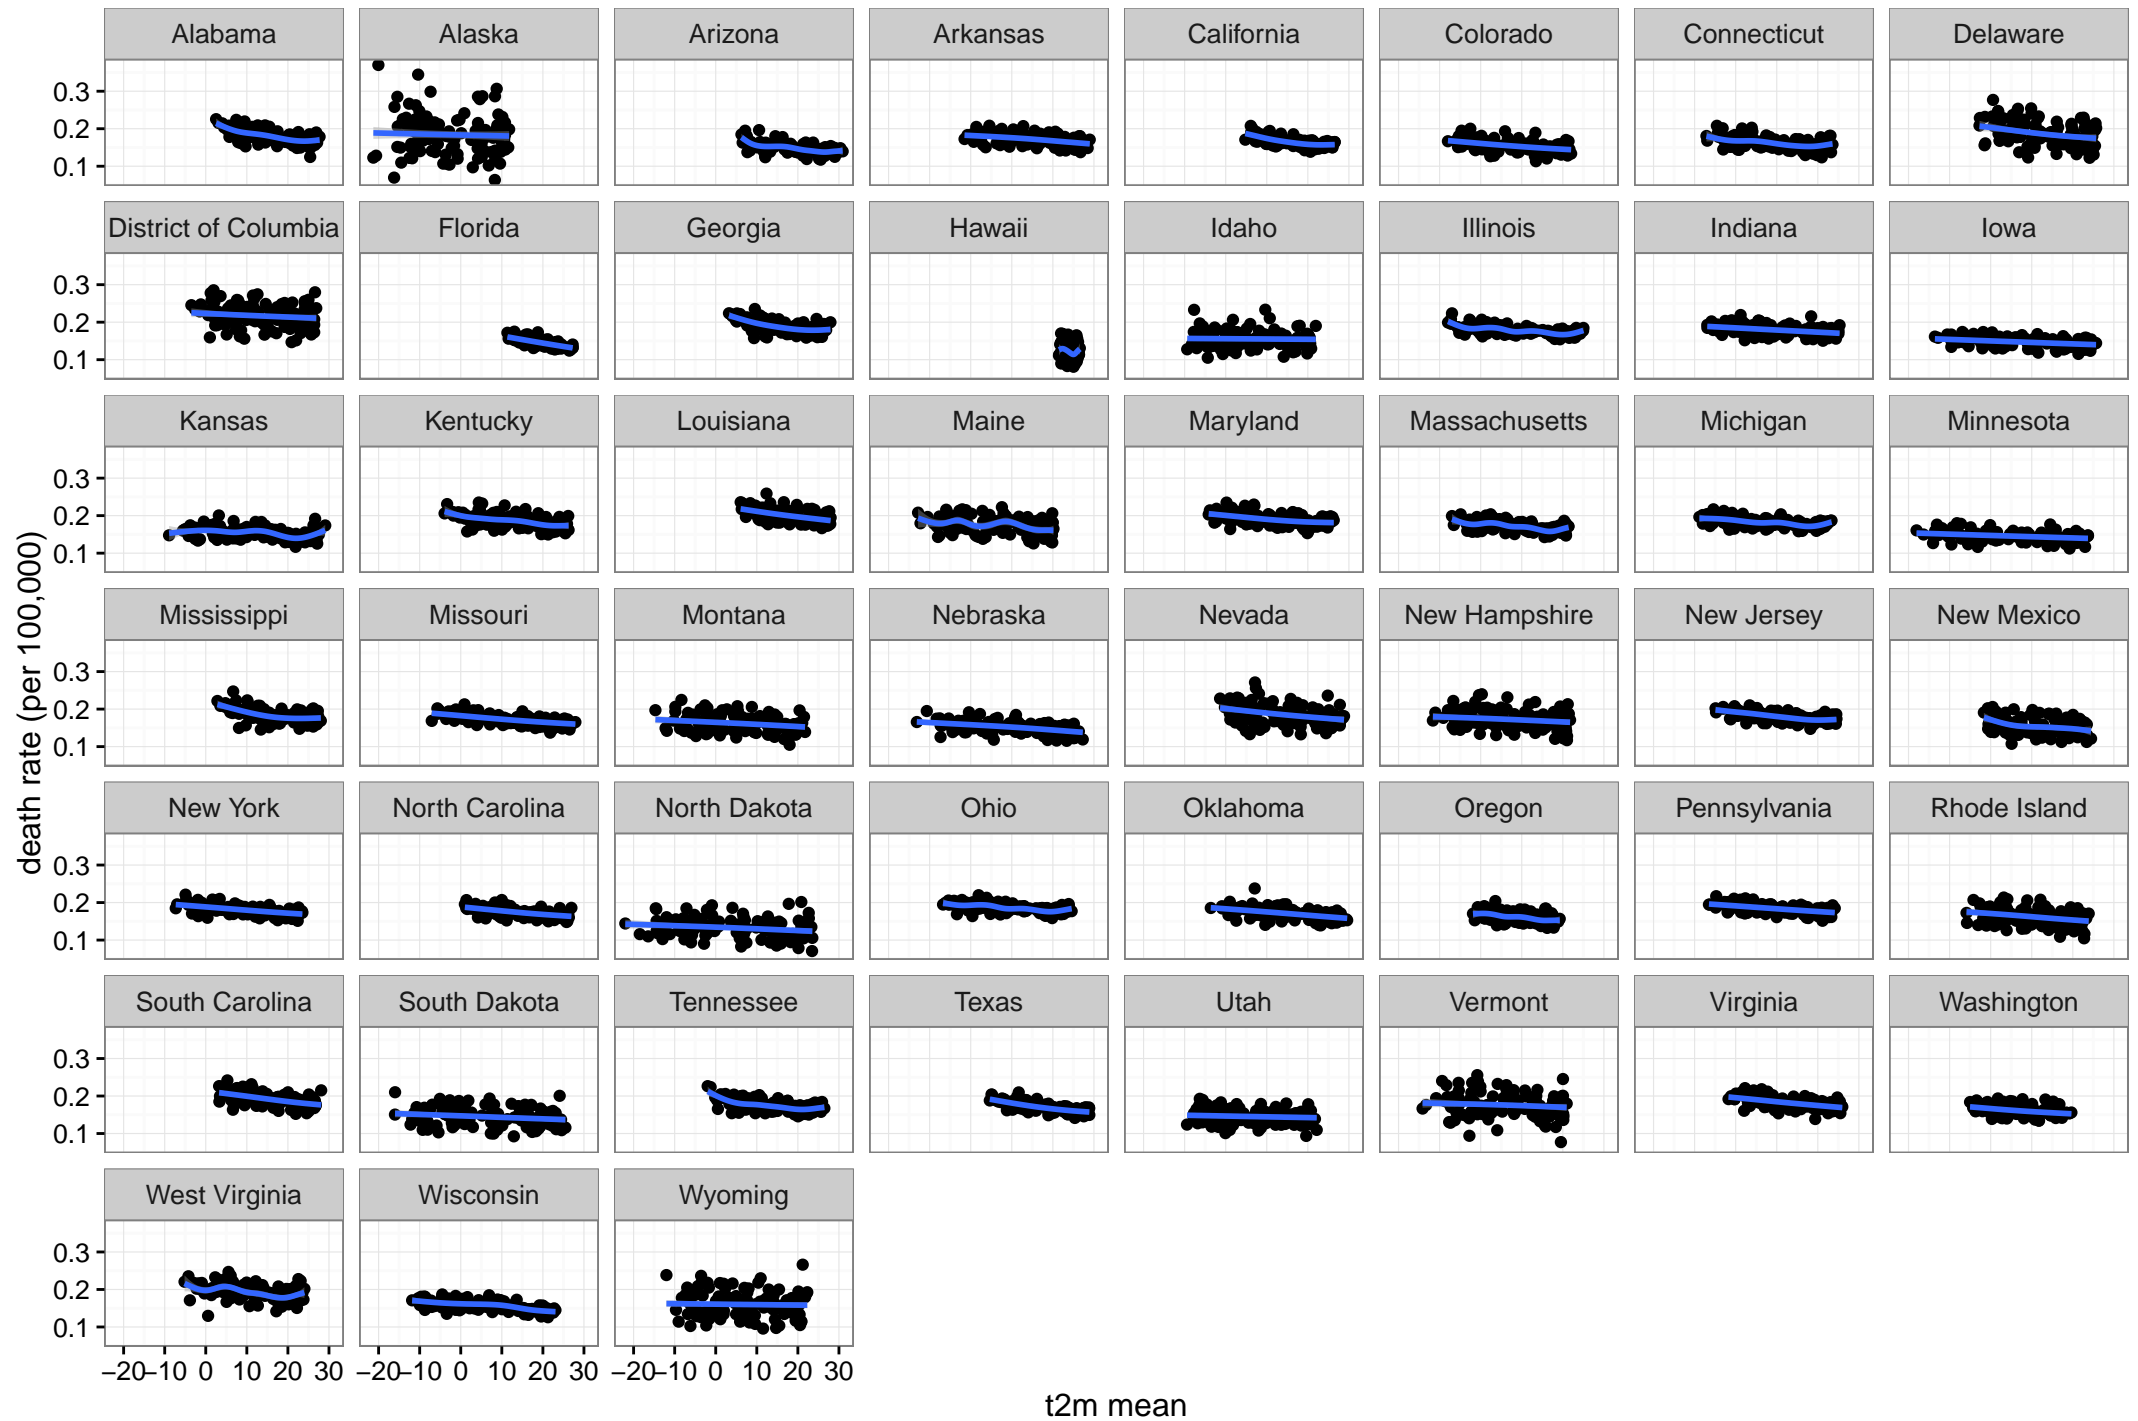 Alabama Alaska Arizona Arkansas California Colorado Connecticut Delaware
0.3
0.2
0.1
District of Columbia Florida Georgia Hawaii Idaho Illinois Indiana Iowa
0.3
0.2
0.1
Kansas Kentucky Louisiana Maine Maryland Massachusetts Michigan Minnesota
0.3
0.2
0.1
death rate (per 100,000)
Mississippi Missouri Montana Nebraska Nevada New Hampshire New Jersey New Mexico
0.3
0.2
0.1
New York North Carolina North Dakota Ohio Oklahoma Oregon Pennsylvania Rhode Island
0.3
0.2
0.1
South Carolina South Dakota Tennessee Texas Utah Vermont Virginia Washington
0.3
0.2
0.1
West Virginia Wisconsin Wyoming
0.3
0.2
0.1
−20 −10 0 10 20 30 −20 −10 0 10 20 30 −20 −10 0 10 20 30
t2m mean